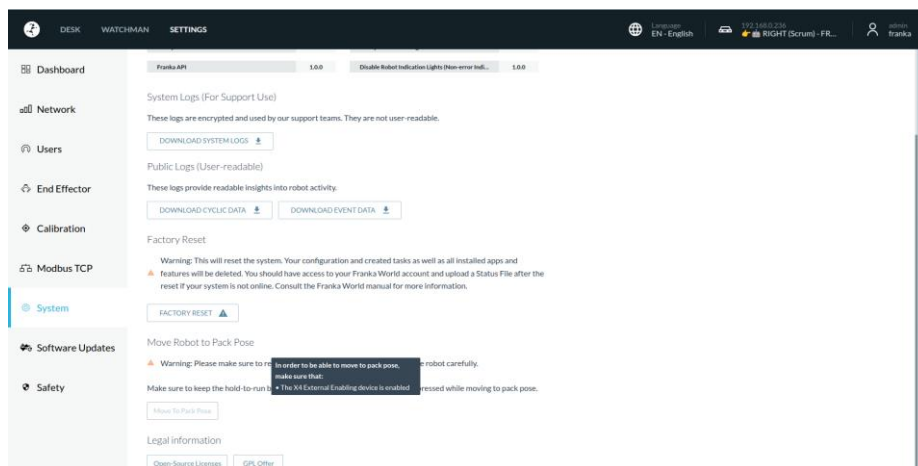 DESK WATCHMAN SETTINGS
Language
EN - English
192.168.0.236
RIGHT (Scrum) - FR...
admin
franka
Dashboard
Network
Users
End Effector
Calibration
Modbus TCP
System
Software Updates
Safety
Franka API 1.0.0 Disable Robot Indication Lights (Non-error Indi... 1.0.0
System Logs (For Support Use)
These logs are encrypted and used by our support teams. They are not user-readable.
DOWNLOAD SYSTEM LOGS
Public Logs (User-readable)
These logs provide readable insights into robot activity.
DOWNLOAD CYCLIC DATA DOWNLOAD EVENT DATA
Factory Reset
Warning: This will reset the system. Your configuration and created tasks as well as all installed apps and
features will be deleted. You should have access to your Franka World account and upload a Status File after the
reset if your system is not online. Consult the Franka World manual for more information.
FACTORY RESET
Move Robot to Pack Pose
Warning: Please make sure to re
e robot carefully.
In order to be able to move to pack pose,
make sure that:
• The X4 External Enabling device is enabled
Make sure to keep the hold-to-run b
ressed while moving to pack pose.
Move To Pack Pose
Legal information
Open-Source Licenses GPL Offer